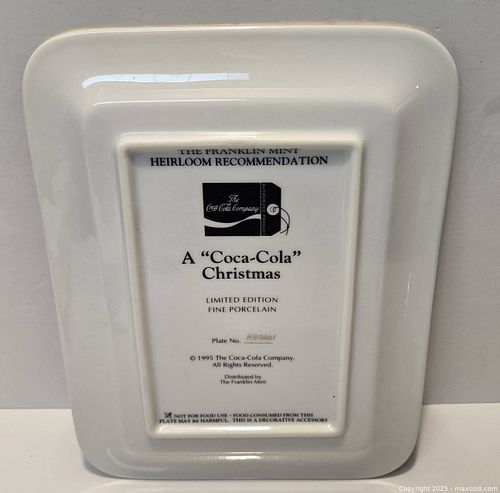 THE FRANKLIN MINT
HEIRLOOM RECOMMENDATION
The
Coca-Cola Company
A “Coca-Cola”
Christmas
LIMITED EDITION
FINE PORCELAIN
Plate No.
© 1995 The Coca-Cola Company.
All Rights Reserved.
Distributed by
The Franklin Mint
NOT FOR FOOD USE - FOOD CONSUMED FROM THIS
PLATE MAY BE HARMFUL. THIS IS A DECORATIVE ACCESSORY
Copyright 2025 - maxsold.com